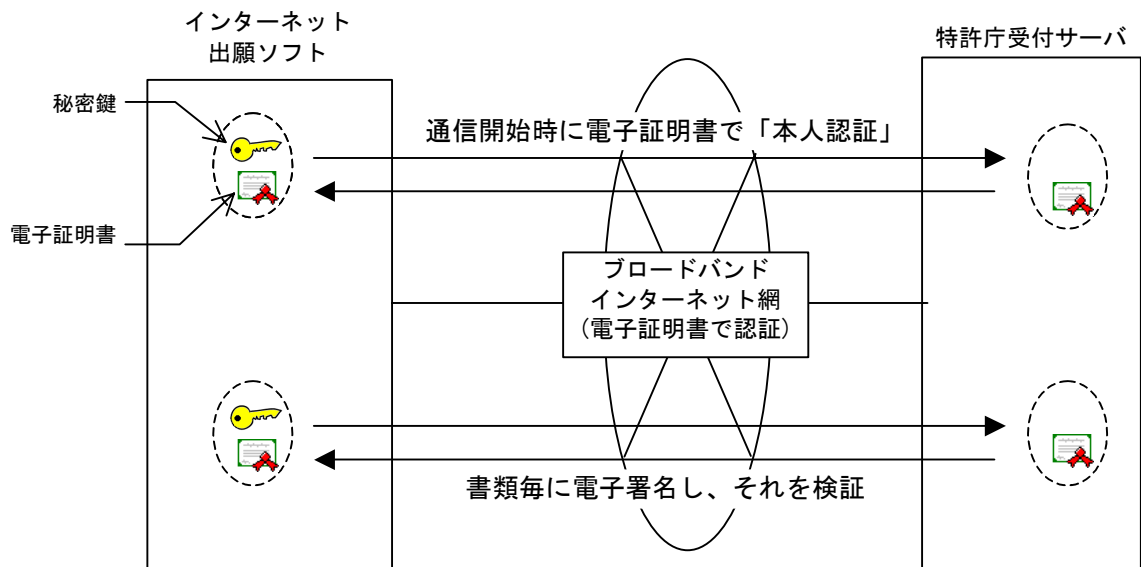 インターネット
出願ソフト
特許庁受付サーバ
秘密鍵
通信開始時に電子証明書で「本人認証」
電子証明書
ブロードバンド
インターネット網
(電子証明書で認証)
書類毎に電子署名し、それを検証